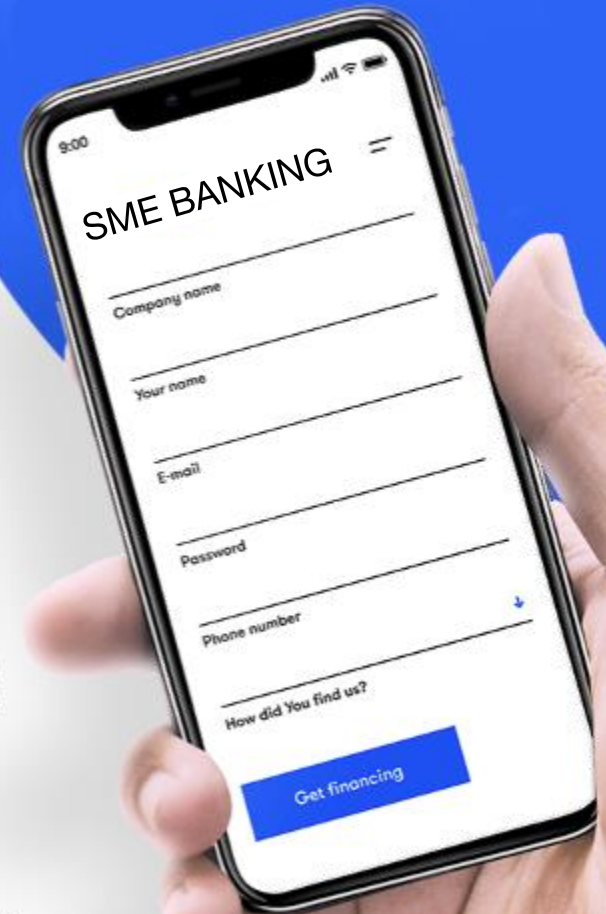 9:00
SME BANKING
Company name
Your name
E-mail
Password
Phone number
How did You find us?
Get financing